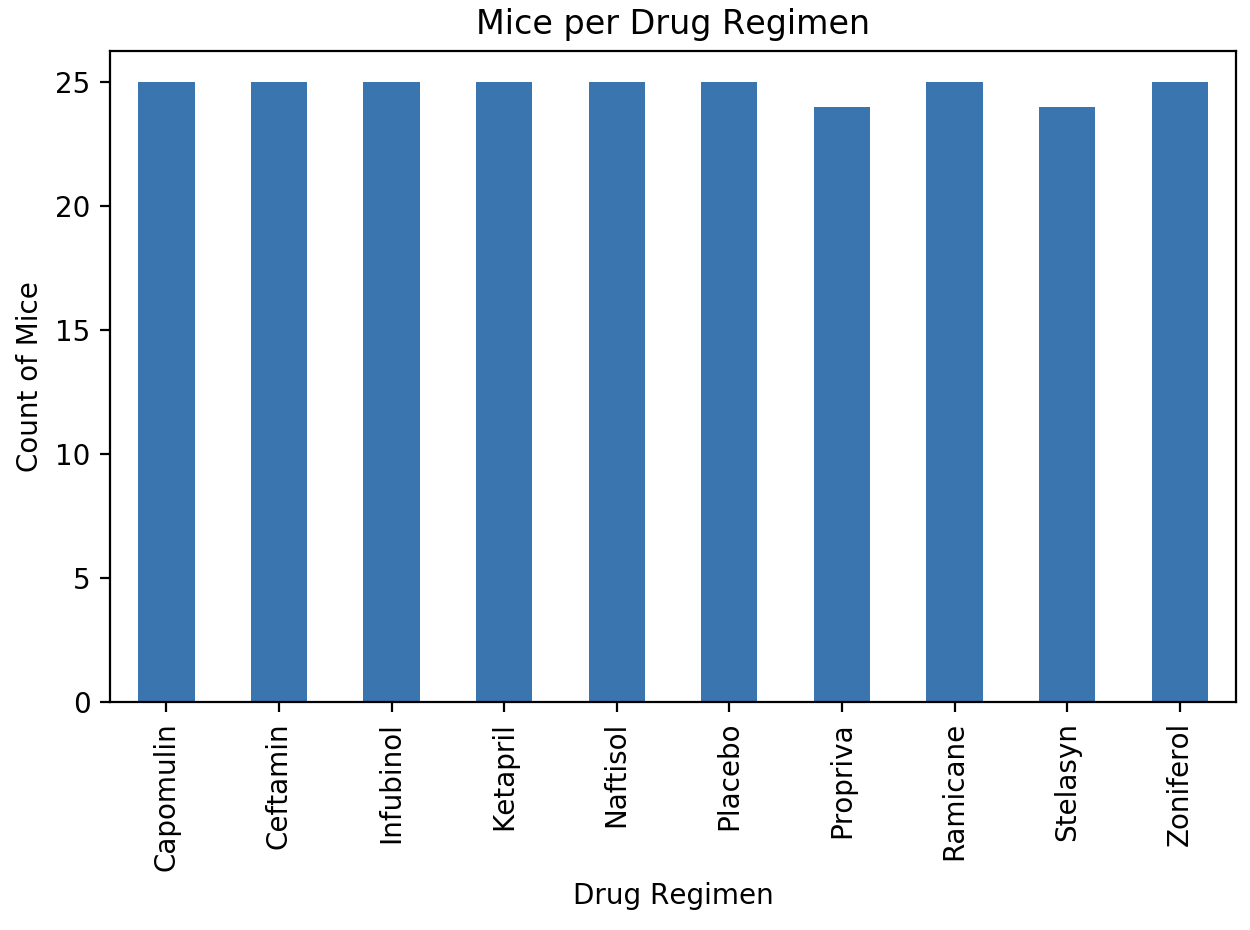 Mice per Drug Regimen
Count of Mice
25
20
15
10
5
0
Capomulin
Ceftamin
Infubinol
Ketapril
Naftisol
Placebo
Propriva
Ramicane
Stelasyn
Zoniferol
Drug Regimen